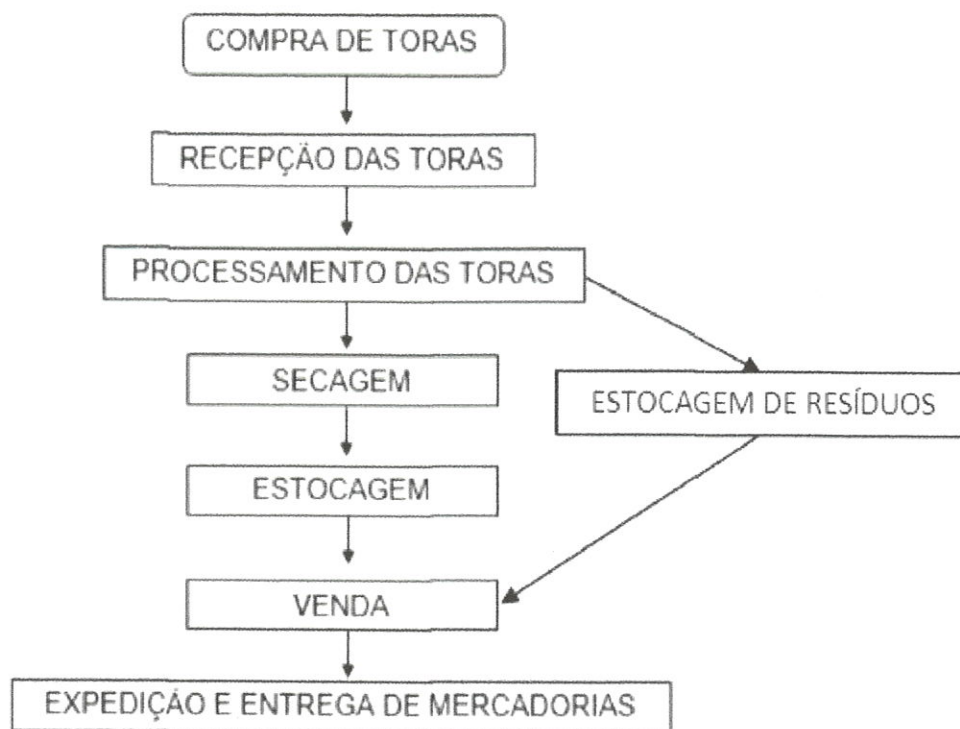 COMPRA DE TORAS
RECEPÇÃO DAS TORAS
PROCESSAMENTO DAS TORAS
SECAGEM
ESTOCAGEM DE RESÍDUOS
ESTOCAGEM
VENDA
EXPEDIÇÃO E ENTREGA DE MERCADORIAS